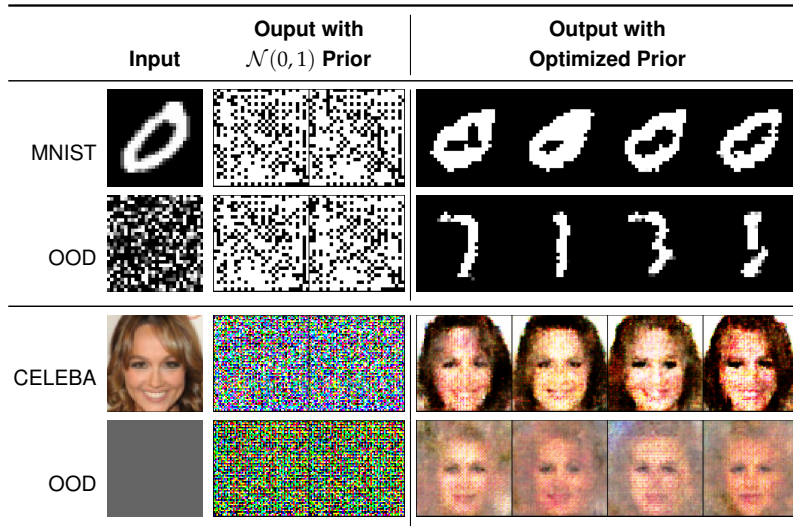 Input
Ouput with
𝒩(0, 1) Prior
Output with
Optimized Prior
MNIST
OOD
CELEBA
OOD